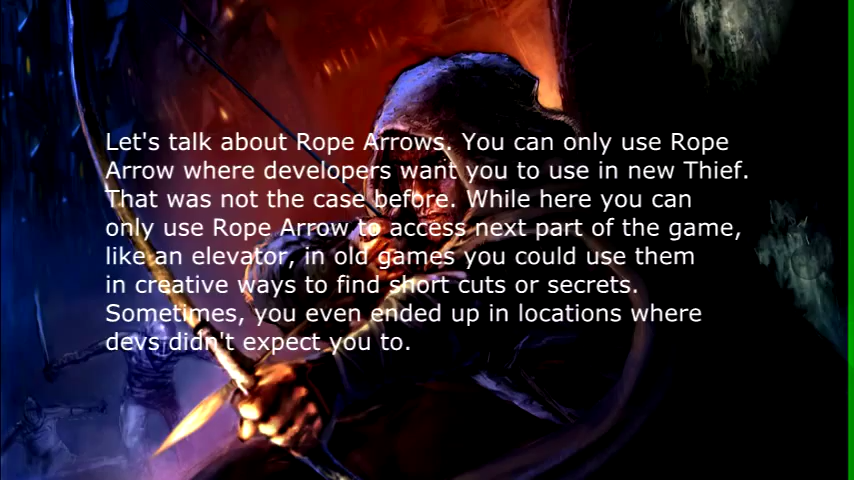 Let's talk about Rope Arrows. You can only use Rope
Arrow where developers want you to use in new Thief.
That was not the case before. While here you can
only use Rope Arrow to access next part of the game,
like an elevator, in old games you could use them
in creative ways to find short cuts or secrets.
Sometimes, you even ended up in locations where
devs didn't expect you to.